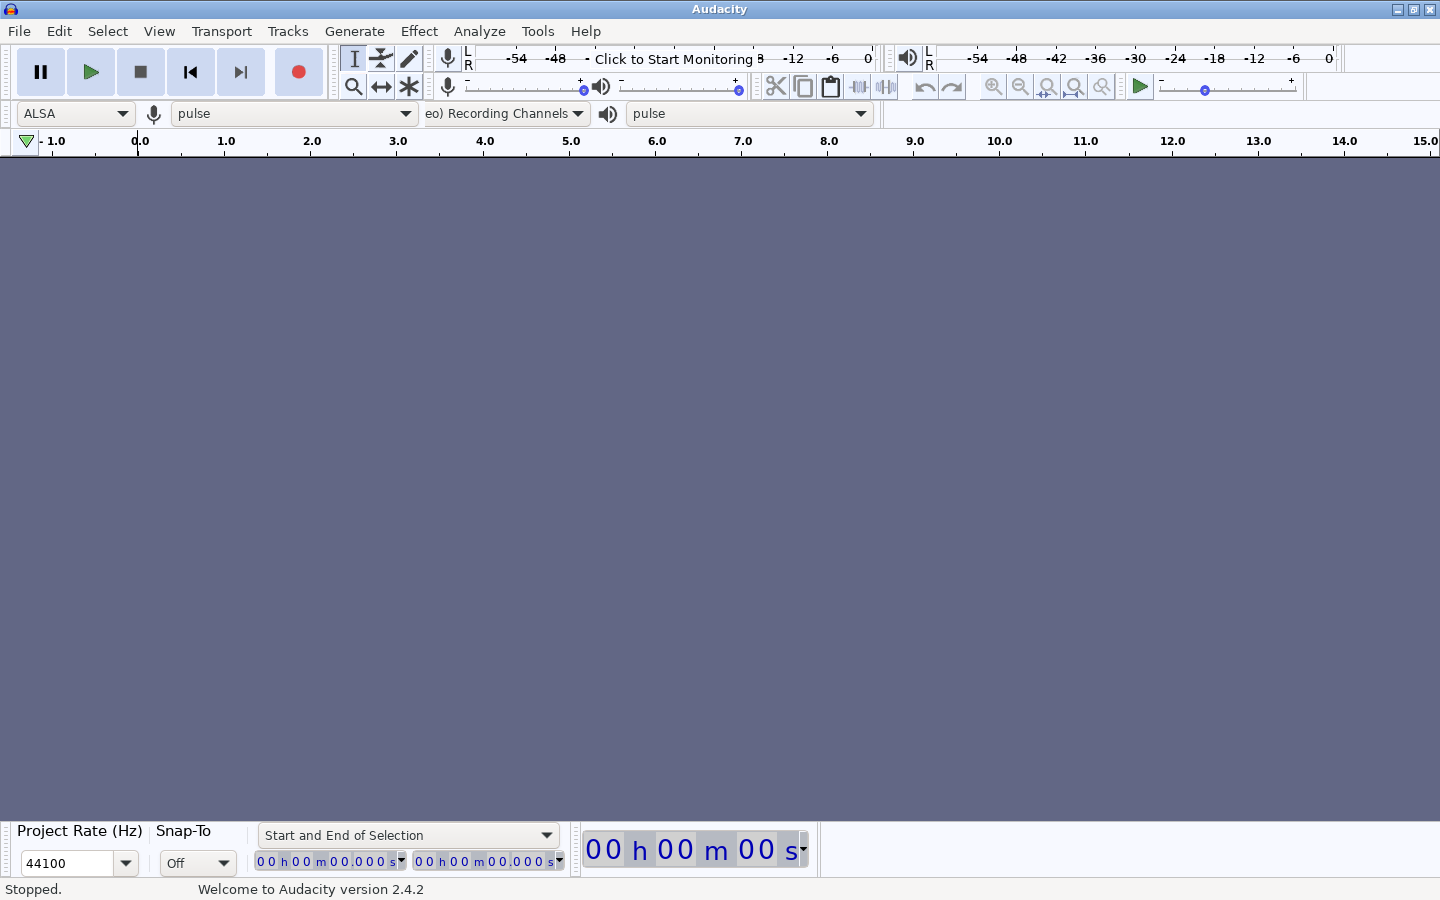 Audacity
File Edit Select View Transport Tracks Generate Effect Analyze Tools Help
L -54 -48 - Click to Start Monitoring -12 -6 0 L -54 -48 -42 -36 -30 -24 -18 -12 -6 0
R R
- + - + - +
ALSA pulse eo) Recording Channels pulse
- 1.0 0.0 1.0 2.0 3.0 4.0 5.0 6.0 7.0 8.0 9.0 10.0 11.0 12.0 13.0 14.0 15.0
Project Rate (Hz) Snap-To
Start and End of Selection
44100 Off 00 h 00 m 00.000 s 00 h 00 m 00.000 s 00 h 00 m 00 s
Stopped. Welcome to Audacity version 2.4.2